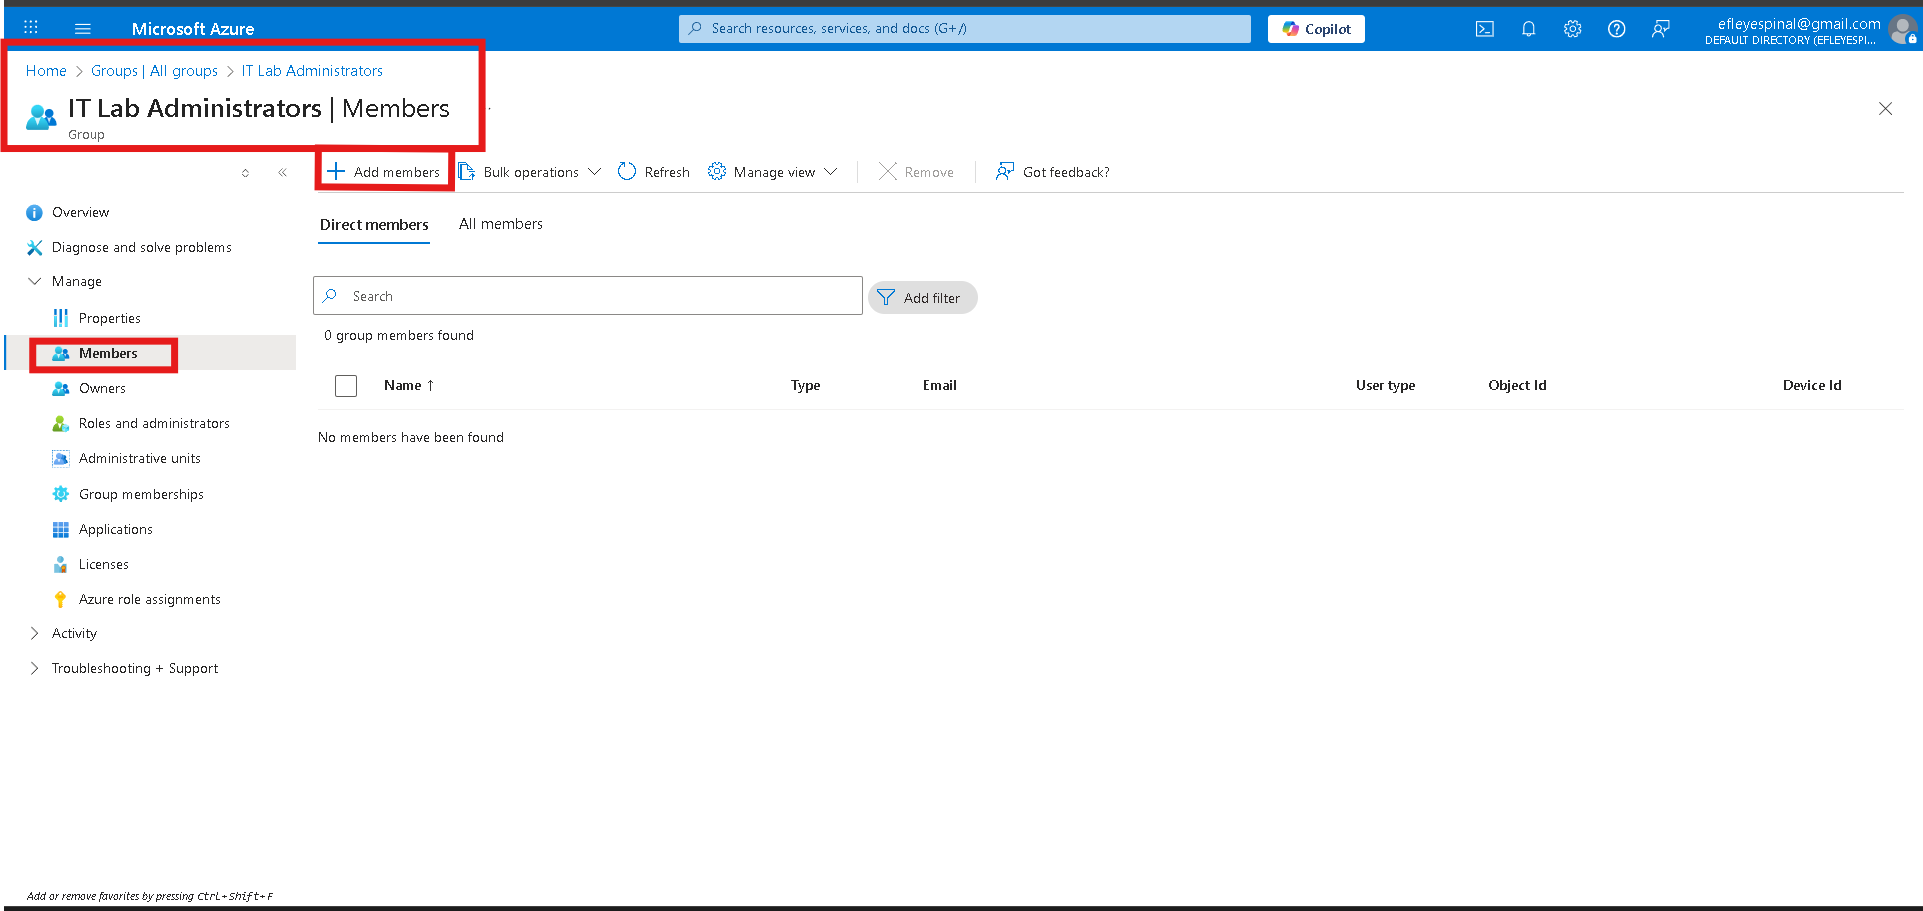 Microsoft Azure
Search resources, services, and docs (G+/)
Copilot
efleyespinal@gmail.com
DEFAULT DIRECTORY (EFLEYESPI...
Home > Groups | All groups > IT Lab Administrators
IT Lab Administrators | Members
Group
Add members
Bulk operations
Refresh
Manage view
Remove
Got feedback?
Overview
Diagnose and solve problems
Manage
Properties
Members
Owners
Roles and administrators
Administrative units
Group memberships
Applications
Licenses
Azure role assignments
Activity
Troubleshooting + Support
Direct members
All members
Search
Add filter
0 group members found
Name ↑ Type Email User type Object Id Device Id
No members have been found
Add or remove favorites by pressing Ctrl+Shift+F